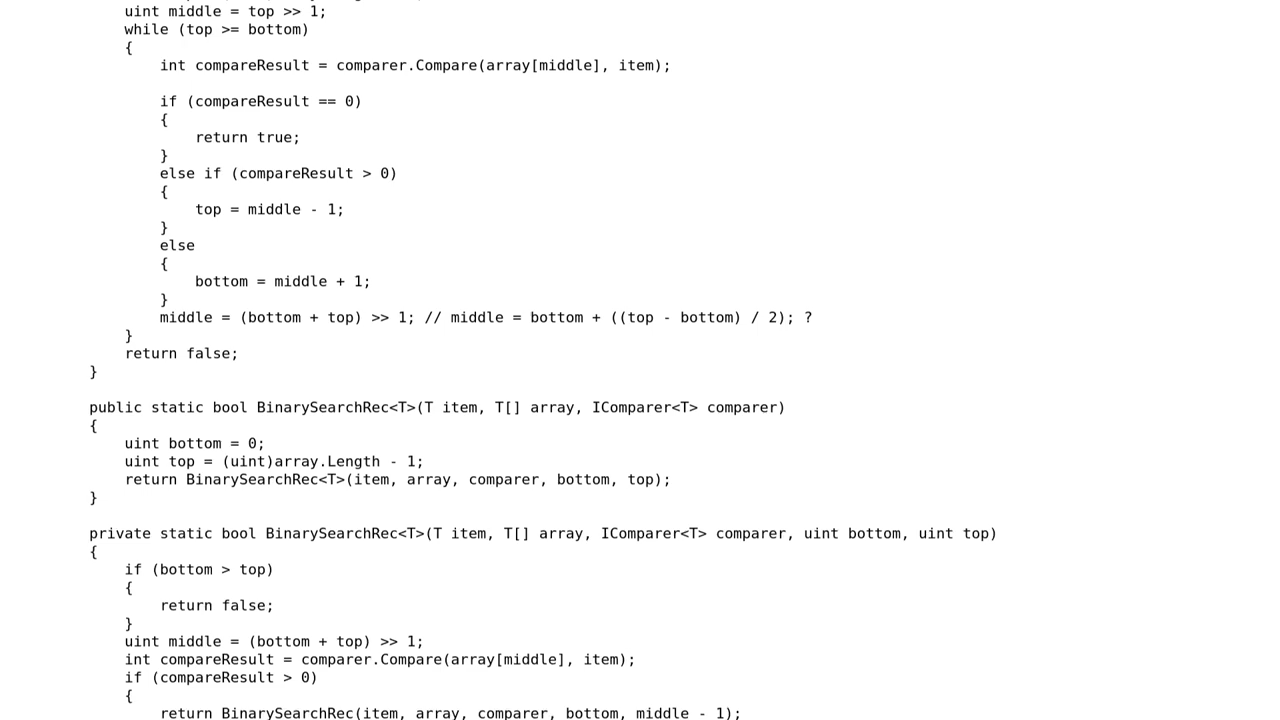 uint middle = top >> 1;
while (top >= bottom)
{
int compareResult = comparer.Compare(array[middle], item);
if (compareResult == 0)
{
return true;
}
else if (compareResult > 0)
{
top = middle - 1;
}
else
{
bottom = middle + 1;
}
middle = (bottom + top) >> 1; // middle = bottom + ((top - bottom) / 2); ?
}
return false;
}
public static bool BinarySearchRec<T>(T item, T[] array, IComparer<T> comparer)
{
uint bottom = 0;
uint top = (uint)array.Length - 1;
return BinarySearchRec<T>(item, array, comparer, bottom, top);
}
private static bool BinarySearchRec<T>(T item, T[] array, IComparer<T> comparer, uint bottom, uint top)
{
if (bottom > top)
{
return false;
}
uint middle = (bottom + top) >> 1;
int compareResult = comparer.Compare(array[middle], item);
if (compareResult > 0)
{
return BinarySearchRec(item, array, comparer, bottom, middle - 1);